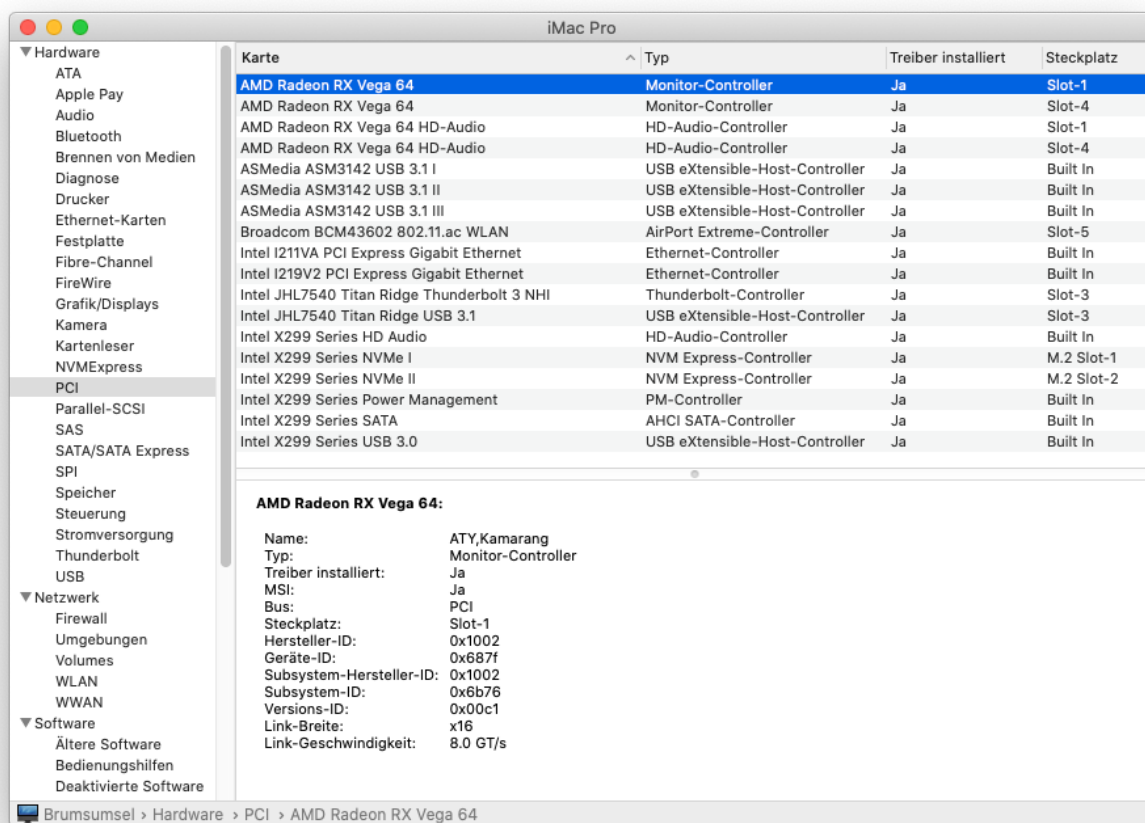 iMac Pro
Hardware
ATA
Apple Pay
Audio
Bluetooth
Brennen von Medien
Diagnose
Drucker
Ethernet-Karten
Festplatte
Fibre-Channel
FireWire
Grafik/Displays
Kamera
Kartenleser
NVMExpress
PCI
Parallel-SCSI
SAS
SATA/SATA Express
SPI
Speicher
Steuerung
Stromversorgung
Thunderbolt
USB
Netzwerk
Firewall
Umgebungen
Volumes
WLAN
WWAN
Software
Ältere Software
Bedienungshilfen
Deaktivierte Software
Karte Typ Treiber installiert Steckplatz
AMD Radeon RX Vega 64 Monitor-Controller Ja Slot-1
AMD Radeon RX Vega 64 Monitor-Controller Ja Slot-4
AMD Radeon RX Vega 64 HD-Audio HD-Audio-Controller Ja Slot-1
AMD Radeon RX Vega 64 HD-Audio HD-Audio-Controller Ja Slot-4
ASMedia ASM3142 USB 3.1 I USB eXtensible-Host-Controller Ja Built In
ASMedia ASM3142 USB 3.1 II USB eXtensible-Host-Controller Ja Built In
ASMedia ASM3142 USB 3.1 III USB eXtensible-Host-Controller Ja Built In
Broadcom BCM43602 802.11.ac WLAN AirPort Extreme-Controller Ja Slot-5
Intel I211VA PCI Express Gigabit Ethernet Ethernet-Controller Ja Built In
Intel I219V2 PCI Express Gigabit Ethernet Ethernet-Controller Ja Built In
Intel JHL7540 Titan Ridge Thunderbolt 3 NHI Thunderbolt-Controller Ja Slot-3
Intel JHL7540 Titan Ridge USB 3.1 USB eXtensible-Host-Controller Ja Slot-3
Intel X299 Series HD Audio HD-Audio-Controller Ja Built In
Intel X299 Series NVMe I NVM Express-Controller Ja M.2 Slot-1
Intel X299 Series NVMe II NVM Express-Controller Ja M.2 Slot-2
Intel X299 Series Power Management PM-Controller Ja Built In
Intel X299 Series SATA AHCI SATA-Controller Ja Built In
Intel X299 Series USB 3.0 USB eXtensible-Host-Controller Ja Built In
AMD Radeon RX Vega 64:
Name: ATY,Kamarang
Typ: Monitor-Controller
Treiber installiert: Ja
MSI: Ja
Bus: PCI
Steckplatz: Slot-1
Hersteller-ID: 0x1002
Geräte-ID: 0x687f
Subsystem-Hersteller-ID: 0x1002
Subsystem-ID: 0x6b76
Versions-ID: 0x00c1
Link-Breite: x16
Link-Geschwindigkeit: 8.0 GT/s
Brumsumsel › Hardware › PCI › AMD Radeon RX Vega 64